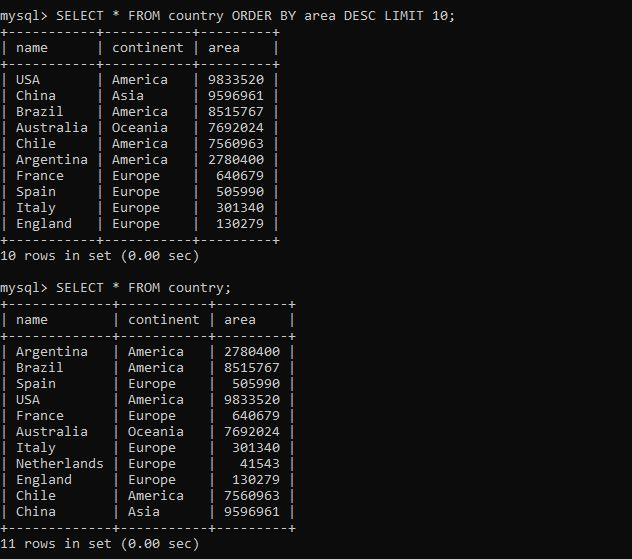 mysql> SELECT * FROM country ORDER BY area DESC LIMIT 10;
+-----------+-----------+---------+
| name      | continent | area    |
+-----------+-----------+---------+
| USA       | America   | 9833520 |
| China     | Asia      | 9596961 |
| Brazil    | America   | 8515767 |
| Australia | Oceania   | 7692024 |
| Chile     | America   | 7560963 |
| Argentina | America   | 2780400 |
| France    | Europe    |  640679 |
| Spain     | Europe    |  505990 |
| Italy     | Europe    |  301340 |
| England   | Europe    |  130279 |
+-----------+-----------+---------+
10 rows in set (0.00 sec)

mysql> SELECT * FROM country;
+-------------+-----------+---------+
| name        | continent | area    |
+-------------+-----------+---------+
| Argentina   | America   | 2780400 |
| Brazil      | America   | 8515767 |
| Spain       | Europe    |  505990 |
| USA         | America   | 9833520 |
| France      | Europe    |  640679 |
| Australia   | Oceania   | 7692024 |
| Italy       | Europe    |  301340 |
| Netherlands | Europe    |   41543 |
| England     | Europe    |  130279 |
| Chile       | America   | 7560963 |
| China       | Asia      | 9596961 |
+-------------+-----------+---------+
11 rows in set (0.00 sec)